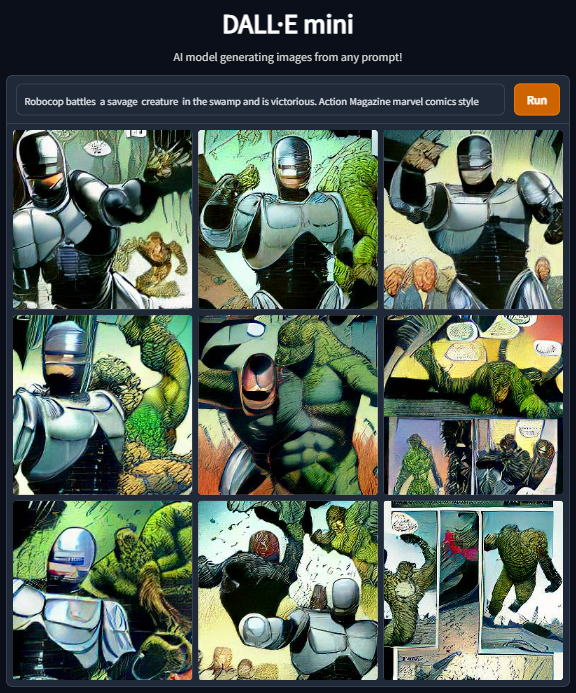 DALL·E mini
AI model generating images from any prompt!
Robocop battles a savage creature in the swamp and is victorious. Action Magazine marvel comics style
Run